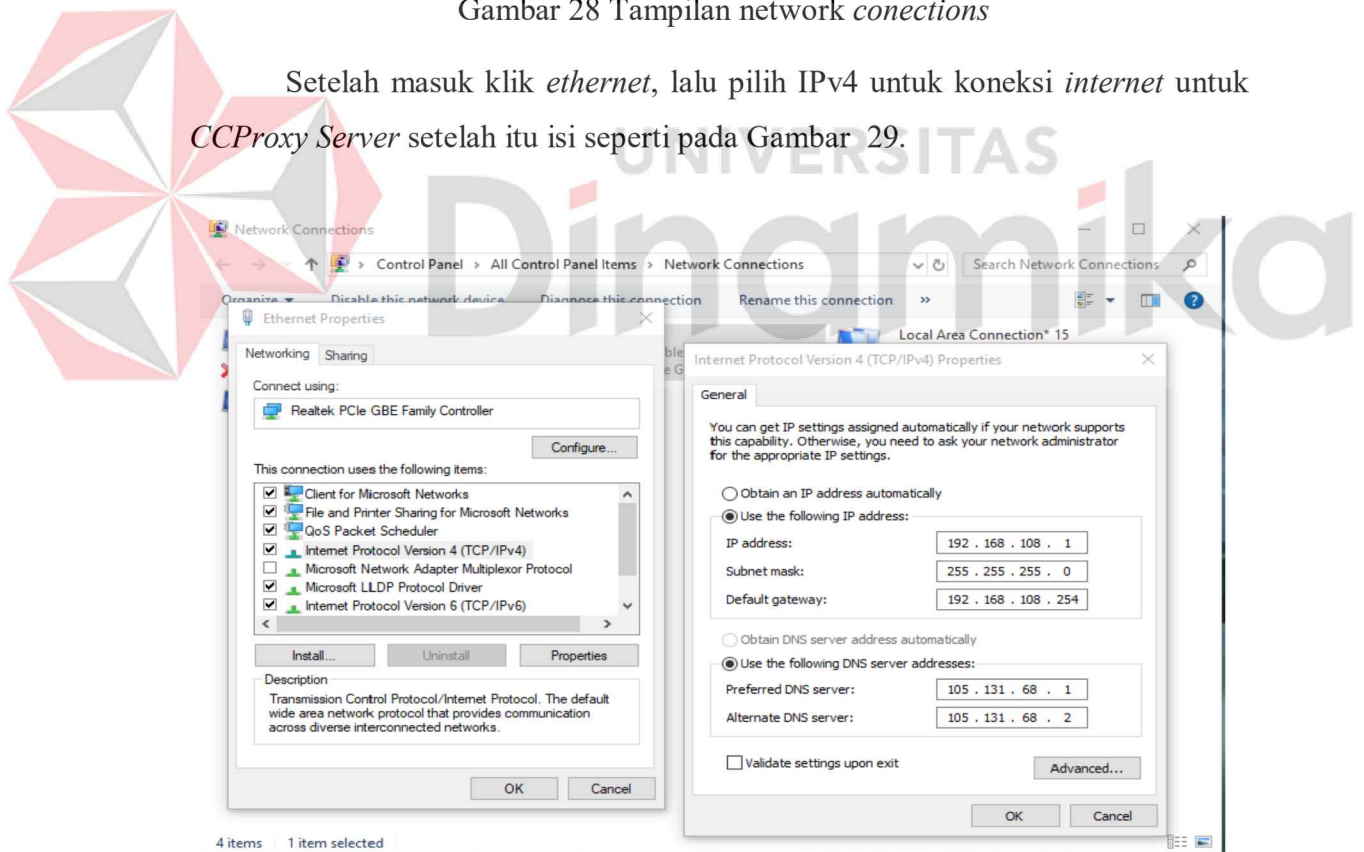 Gambar 28 Tampilan network conections
Setelah masuk klik ethernet, lalu pilih IPv4 untuk koneksi internet untuk
CCProxy Server setelah itu isi seperti pada Gambar 29.
UNIVERSITAS
Dinamika
Network Connections
Control Panel > All Control Panel Items > Network Connections
Search Network Connections
Organize Disable this network device Diagnose this connection Rename this connection »
Local Area Connection* 15
Ethernet Properties
Networking Sharing
Connect using:
Realtek PCIe GBE Family Controller
Configure...
This connection uses the following items:
Client for Microsoft Networks
File and Printer Sharing for Microsoft Networks
QoS Packet Scheduler
Internet Protocol Version 4 (TCP/IPv4)
Microsoft Network Adapter Multiplexor Protocol
Microsoft LLDP Protocol Driver
Internet Protocol Version 6 (TCP/IPv6)
Install... Uninstall Properties
Description
Transmission Control Protocol/Internet Protocol. The default
wide area network protocol that provides communication
across diverse interconnected networks.
OK Cancel
Internet Protocol Version 4 (TCP/IPv4) Properties
General
You can get IP settings assigned automatically if your network supports
this capability. Otherwise, you need to ask your network administrator
for the appropriate IP settings.
Obtain an IP address automatically
Use the following IP address:
IP address: 192 . 168 . 108 . 1
Subnet mask: 255 . 255 . 255 . 0
Default gateway: 192 . 168 . 108 . 254
Obtain DNS server address automatically
Use the following DNS server addresses:
Preferred DNS server: 105 . 131 . 68 . 1
Alternate DNS server: 105 . 131 . 68 . 2
Validate settings upon exit
Advanced...
OK Cancel
4 items 1 item selected